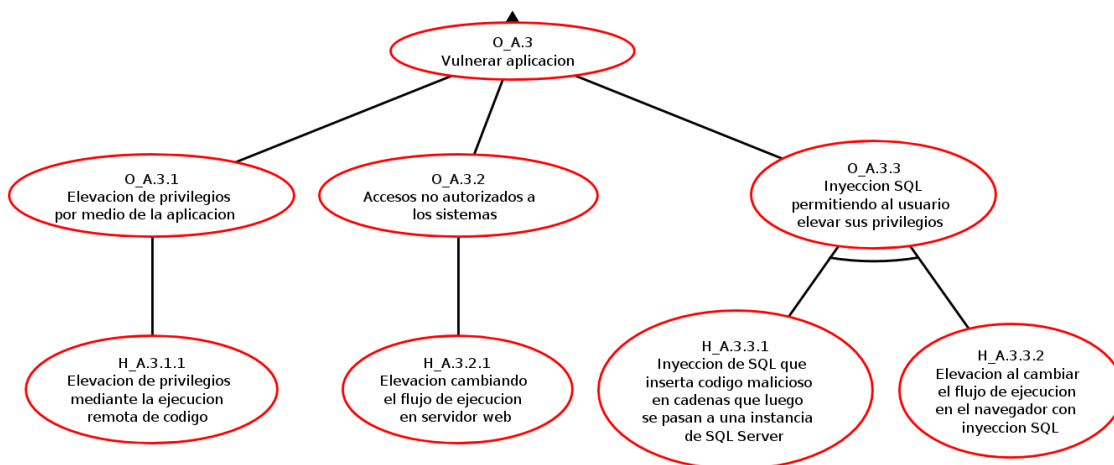 O_A.3
Vulnerar aplicacion
O_A.3.1
Elevacion de privilegios
por medio de la aplicacion
O_A.3.2
Accesos no autorizados a
los sistemas
O_A.3.3
Inyeccion SQL
permitiendo al usuario
elevar sus privilegios
H_A.3.1.1
Elevacion de privilegios
mediante la ejecucion
remota de codigo
H_A.3.2.1
Elevacion cambiando
el flujo de ejecucion
en servidor web
H_A.3.3.1
Inyeccion de SQL que
inserta codigo malicioso
en cadenas que luego
se pasan a una instancia
de SQL Server
H_A.3.3.2
Elevacion al cambiar
el flujo de ejecucion
en el navegador con
inyeccion SQL